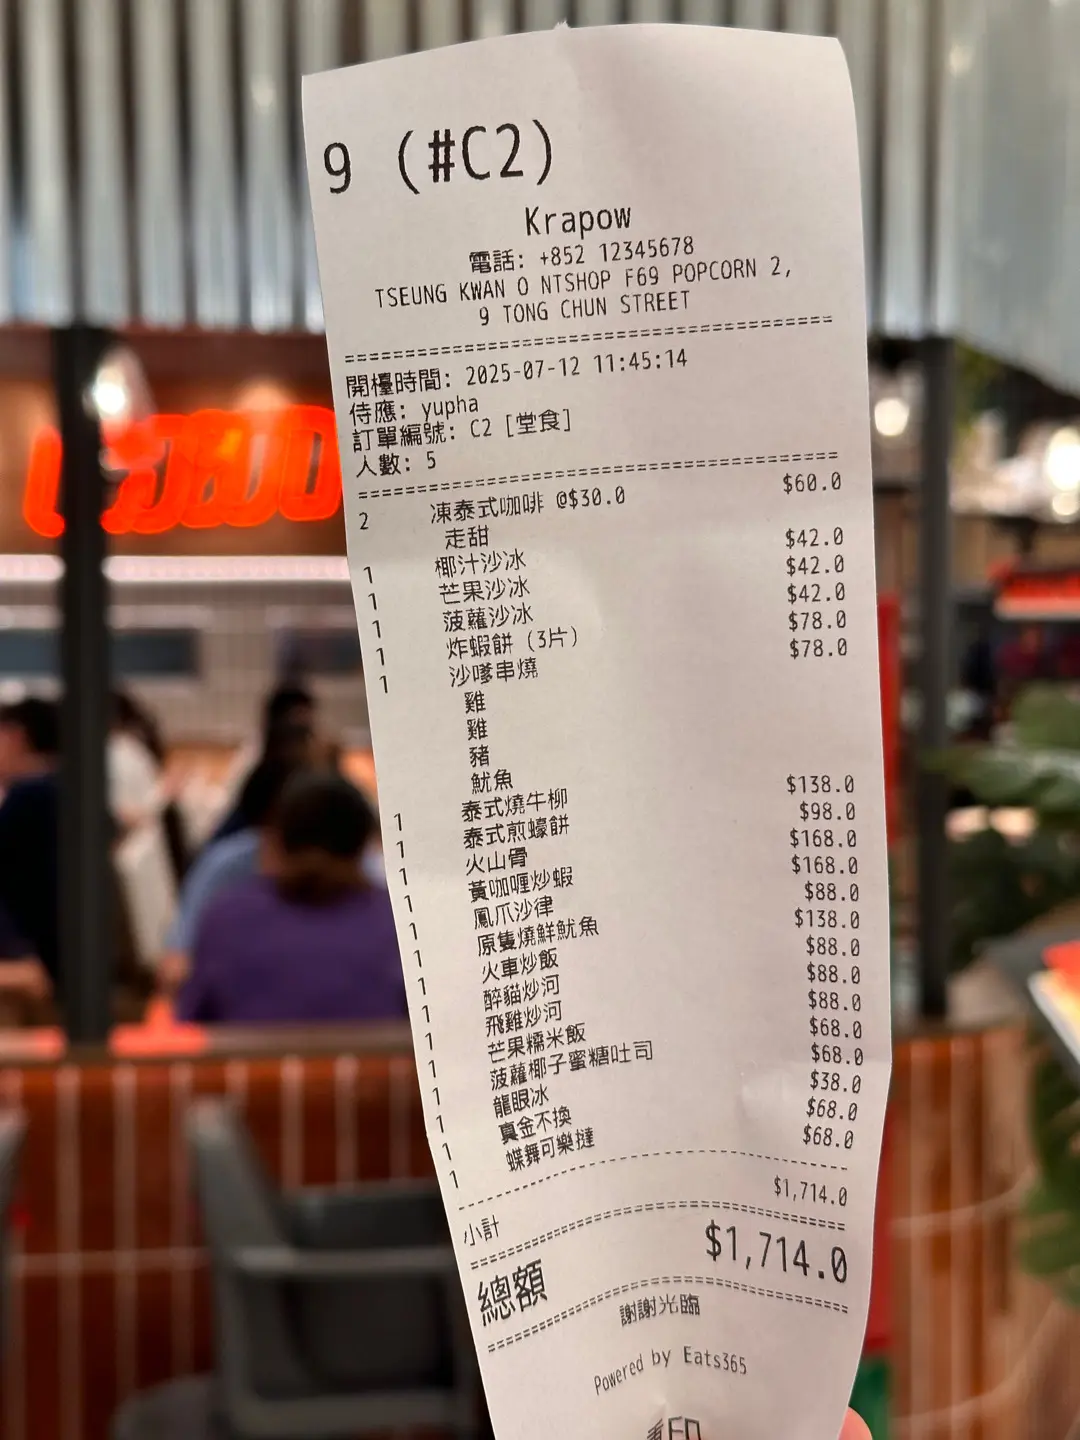 9 (#C2)
Krapow
電話: +852 12345678
TSEUNG KWAN O NTSHOP F69 POPCORN 2,
9 TONG CHUN STREET
開檯時間: 2025-07-12 11:45:14
侍應: yupha
訂單編號: C2 [堂食]
人數: 5
2 凍泰式咖啡 @$30.0 $60.0
走甜
1 椰汁沙冰 $42.0
1 芒果沙冰 $42.0
1 菠蘿沙冰 $42.0
1 炸蝦餅 (3片) $78.0
1 沙嗲串燒 $78.0
雞
雞
豬
魷魚
1 泰式燒牛柳 $138.0
1 泰式煎蠔餅 $98.0
1 火山骨 $168.0
1 黃咖喱炒蝦 $168.0
1 鳳爪沙律 $88.0
1 原隻燒鮮魷魚 $138.0
1 火車炒飯 $88.0
1 醉貓炒河 $88.0
1 飛雞炒河 $88.0
1 芒果糯米飯 $68.0
1 菠蘿椰子蜜糖吐司 $68.0
1 龍眼冰 $38.0
1 真金不換 $68.0
1 蝶舞可樂撻 $68.0
小計 $1,714.0
總額 $1,714.0
謝謝光臨
Powered by Eats365